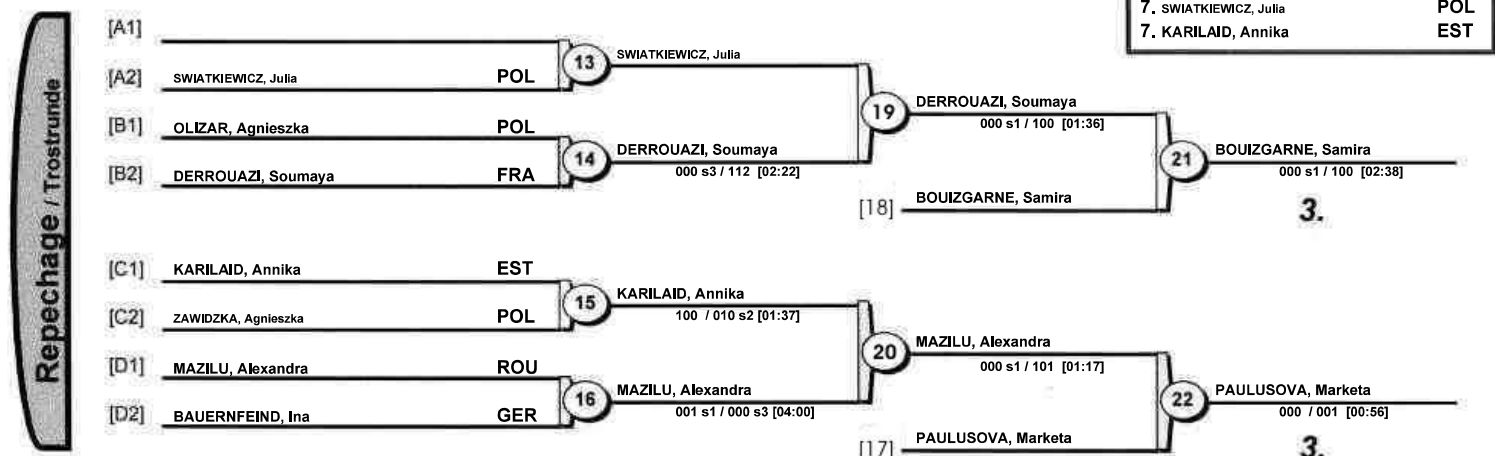 7. SWIATKIEWICZ, Julia POL
7. KARILAID, Annika EST
Repechage / Trostrunde
[A1]
13 SWIATKIEWICZ, Julia
[A2] SWIATKIEWICZ, Julia POL
19 DERROUAZI, Soumaya
000 s1 / 100 [01:36]
[B1] OLIZAR, Agnieszka POL
14 DERROUAZI, Soumaya
000 s3 / 112 [02:22]
[B2] DERROUAZI, Soumaya FRA
21 BOUIZGARNE, Samira
000 s1 / 100 [02:38]
[18] BOUIZGARNE, Samira
3.
[C1] KARILAID, Annika EST
15 KARILAID, Annika
100 / 010 s2 [01:37]
[C2] ZAWIDZKA, Agnieszka POL
20 MAZILU, Alexandra
000 s1 / 101 [01:17]
[D1] MAZILU, Alexandra ROU
16 MAZILU, Alexandra
001 s1 / 000 s3 [04:00]
[D2] BAUERNFEIND, Ina GER
22 PAULUSOVA, Marketa
000 / 001 [00:56]
[17] PAULUSOVA, Marketa
3.